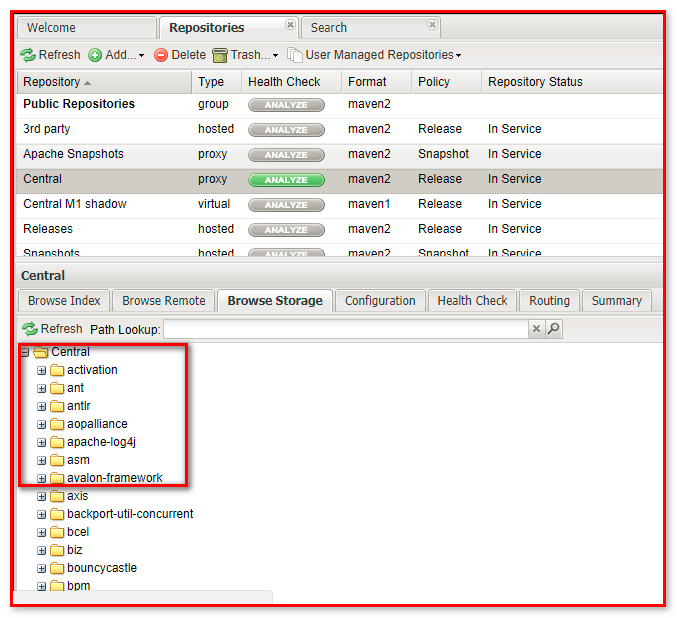 Welcome Repositories Search
Refresh Add... Delete Trash... User Managed Repositories
Repository Type Health Check Format Policy Repository Status
Public Repositories group ANALYZE maven2
3rd party hosted ANALYZE maven2 Release In Service
Apache Snapshots proxy ANALYZE maven2 Snapshot In Service
Central proxy ANALYZE maven2 Release In Service
Central M1 shadow virtual ANALYZE maven1 Release In Service
Releases hosted ANALYZE maven2 Release In Service
Snapshots hosted ANALYZE maven2 Snapshot In Service
Central
Browse Index Browse Remote Browse Storage Configuration Health Check Routing Summary
Refresh Path Lookup:
Central
activation
ant
antlr
aopalliance
apache-log4j
asm
avalon-framework
axis
backport-util-concurrent
bcel
biz
bouncycastle
bpm